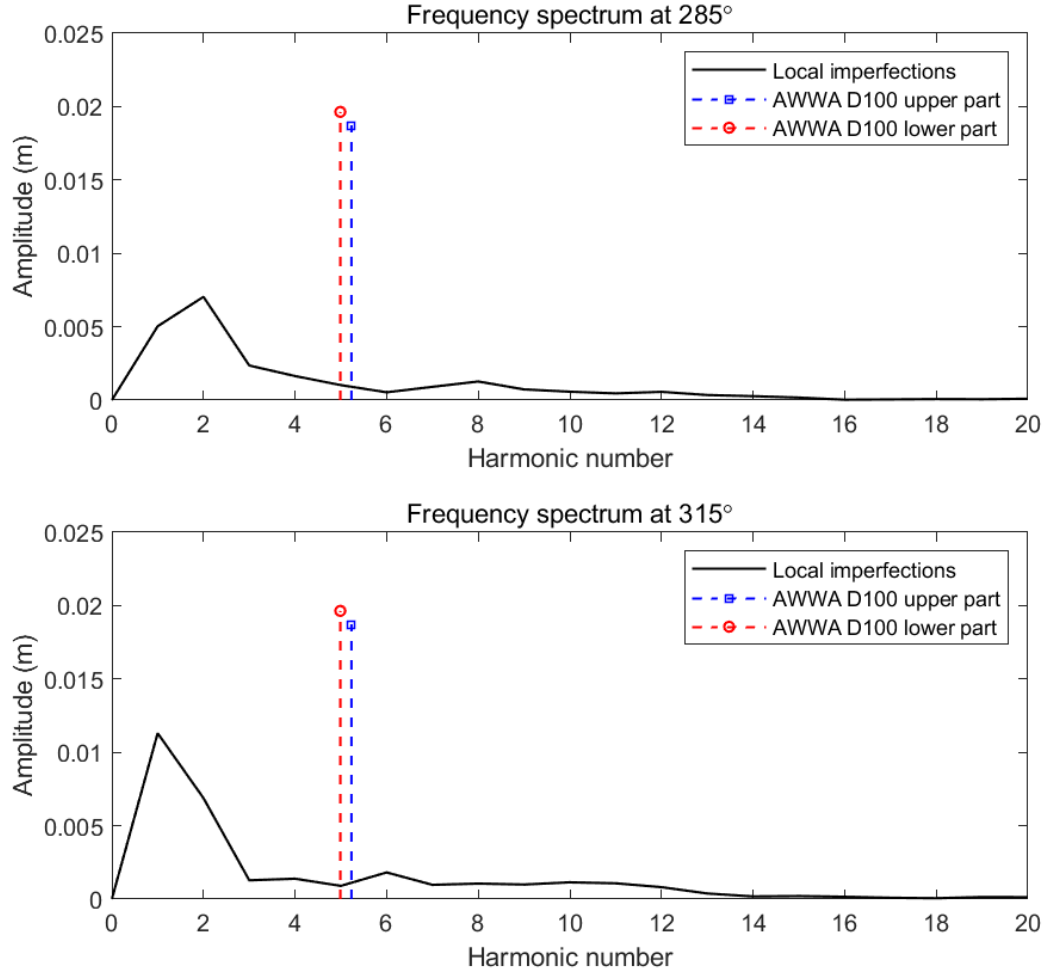 Frequency spectrum at 285°
0.025
0.02
0.015
0.01
0.005
0
Amplitude (m)
Local imperfections
AWWA D100 upper part
AWWA D100 lower part
0 2 4 6 8 10 12 14 16 18 20
Harmonic number
Frequency spectrum at 315°
0.025
0.02
0.015
0.01
0.005
0
Amplitude (m)
Local imperfections
AWWA D100 upper part
AWWA D100 lower part
0 2 4 6 8 10 12 14 16 18 20
Harmonic number